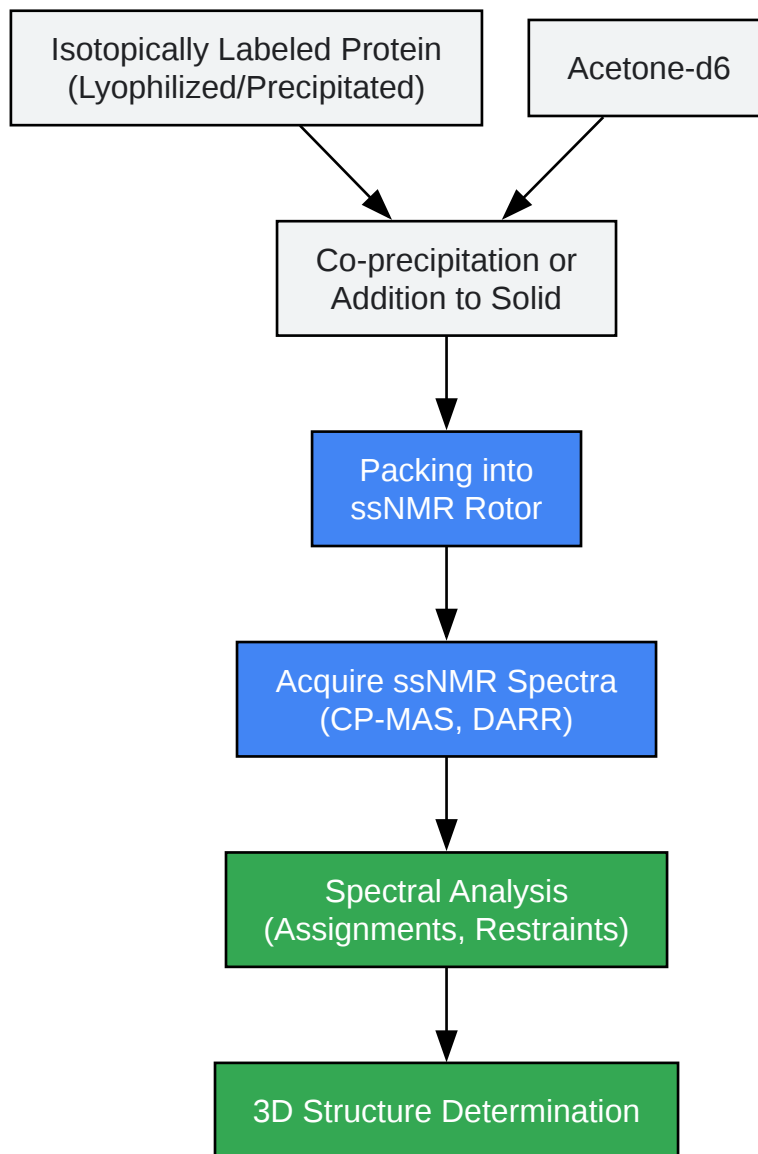 Isotopically Labeled Protein
(Lyophilized/Precipitated)
Acetone-d6
Co-precipitation or
Addition to Solid
Packing into
ssNMR Rotor
Acquire ssNMR Spectra
(CP-MAS, DARR)
Spectral Analysis
(Assignments, Restraints)
3D Structure Determination